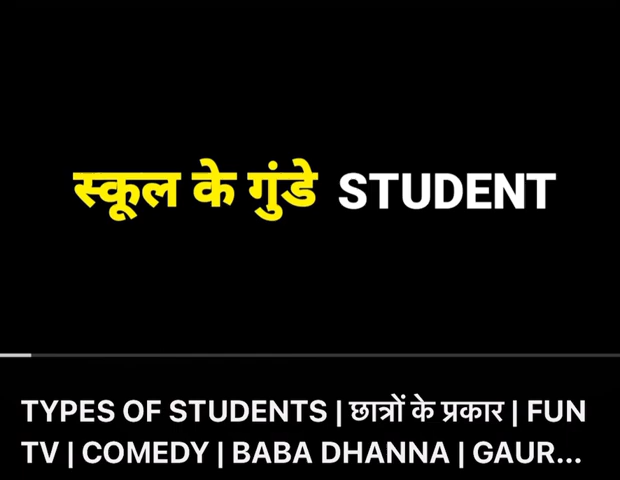 स्कूल के गुंडे STUDENT
TYPES OF STUDENTS | छात्रों के प्रकार | FUN
TV | COMEDY | BABA DHANNA | GAUR...